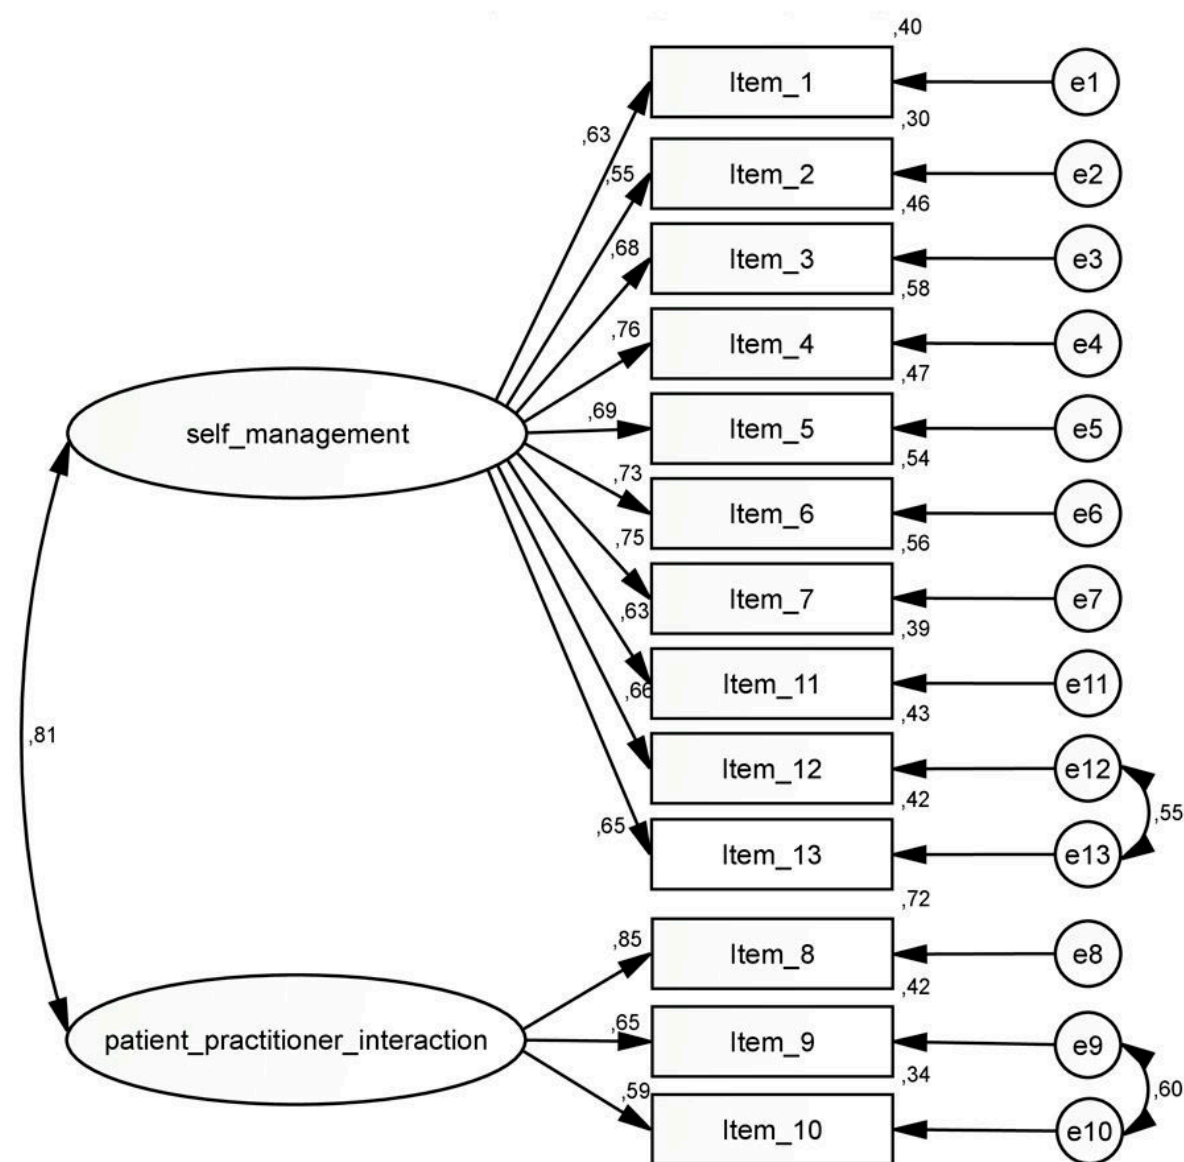 ,40
Item_1
e1
,30
,63
Item_2
e2
,55
,46
Item_3
e3
,68
,58
Item_4
e4
,76
,47
Item_5
e5
,69
,54
self_management
Item_6
e6
,73
,56
Item_7
e7
,75
,39
Item_11
e11
,63
,43
Item_12
e12
,66
,42
,55
Item_13
e13
,65
,72
,81
Item_8
e8
,85
,42
Item_9
e9
,65
,34
,60
patient_practitioner_interaction
Item_10
e10
,59